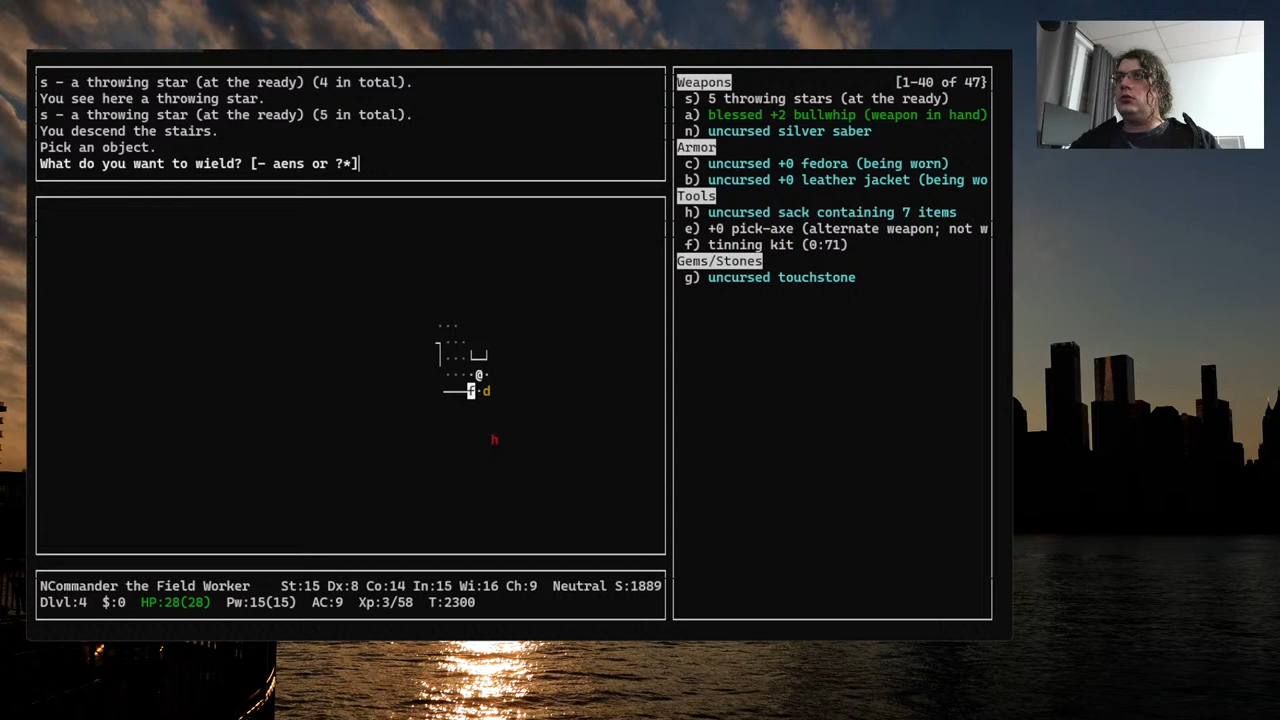 s - a throwing star (at the ready) (4 in total).
You see here a throwing star.
s - a throwing star (at the ready) (5 in total).
You descend the stairs.
Pick an object.
What do you want to wield? [- aens or ?*]
Weapons [1-40 of 47}
s) 5 throwing stars (at the ready)
a) blessed +2 bullwhip (weapon in hand)
n) uncursed silver saber
Armor
c) uncursed +0 fedora (being worn)
b) uncursed +0 leather jacket (being wo
Tools
h) uncursed sack containing 7 items
e) +0 pick-axe (alternate weapon; not w
f) tinning kit (0:71)
Gems/Stones
g) uncursed touchstone
@
f d
h
NCommander the Field Worker St:15 Dx:8 Co:14 In:15 Wi:16 Ch:9 Neutral S:1889
Dlvl:4 $:0 HP:28(28) Pw:15(15) AC:9 Xp:3/58 T:2300